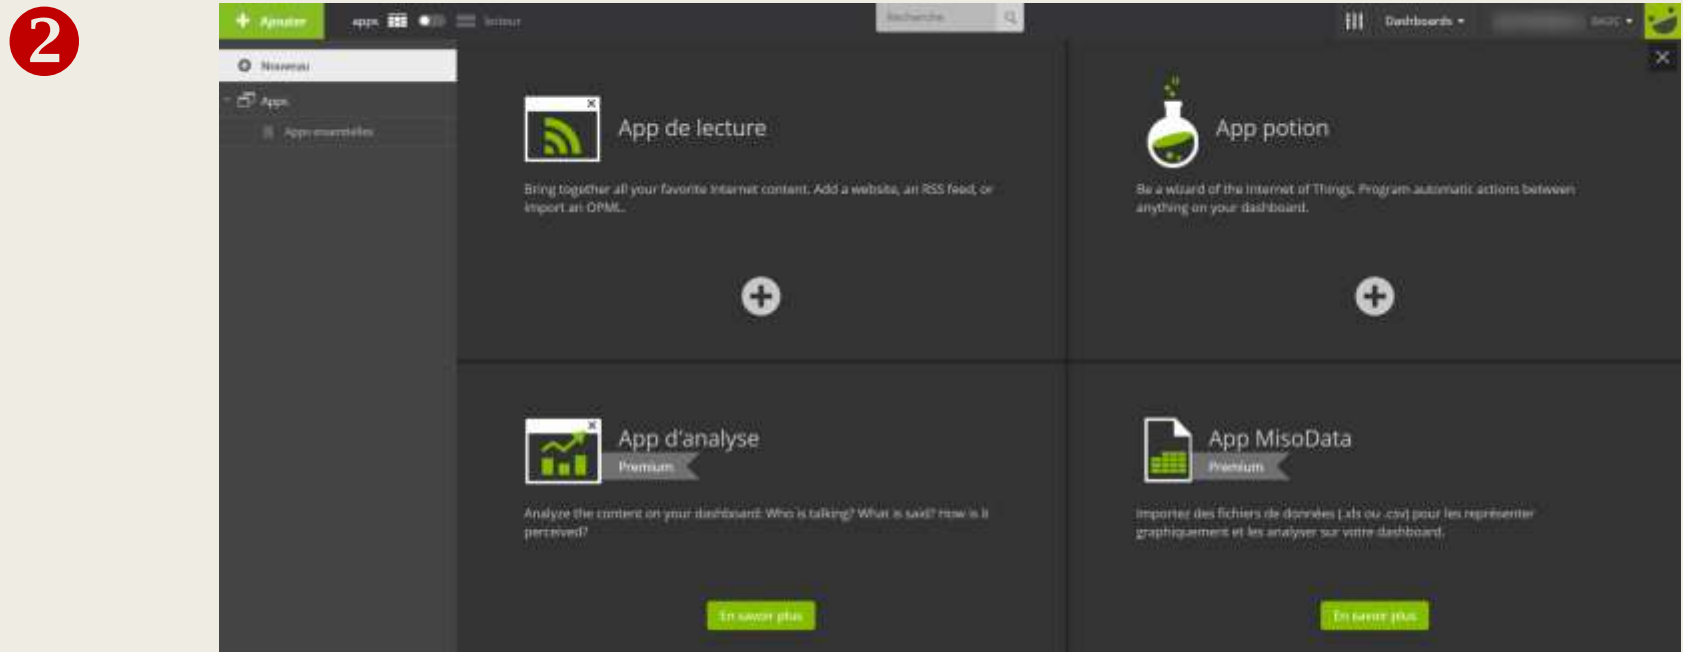 2
Ajouter apps lecteur Recherche Dashboards BASIC
Nouveau
Apps
Apps essentielles
App de lecture
Bring together all your favorite Internet content. Add a website, an RSS feed, or
import an OPML.
App potion
Be a wizard of the Internet of Things. Program automatic actions between
anything on your dashboard.
App d'analyse
Premium
Analyze the content on your dashboard: Who is talking? What is said? How is it
perceived?
En savoir plus
App MisoData
Premium
Importez des fichiers de données (.xls ou .csv) pour les représenter
graphiquement et les analyser sur votre dashboard.
En savoir plus